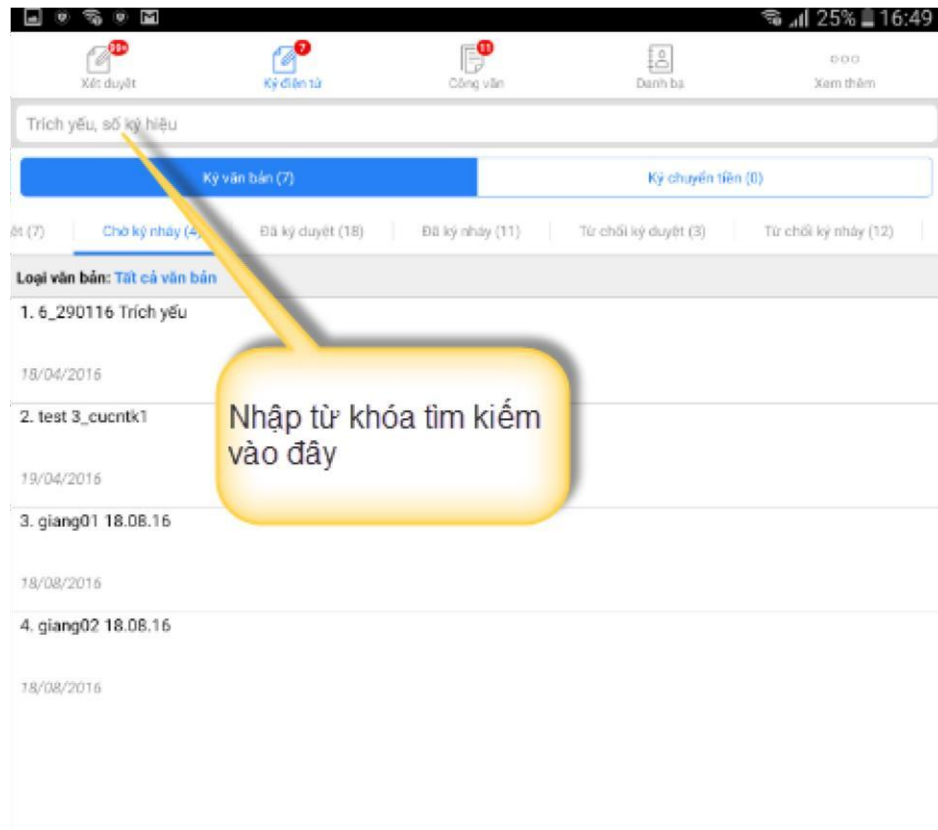 25% 16:49
99+ 7 11
Xét duyệt Ký điện tử Công văn Danh bạ Xem thêm
Trích yếu, số ký hiệu
Ký văn bản (7) Ký chuyển tiền (0)
(7) Chờ ký nháy (4) Đã ký duyệt (18) Đã ký nháy (11) Từ chối ký duyệt (3) Từ chối ký nháy (12)
Loại văn bản: Tất cả văn bản
1. 6_290116 Trích yếu
18/04/2016
2. test 3_cucntk1
19/04/2016
3. giang01 18.08.16
18/08/2016
4. giang02 18.08.16
18/08/2016
Nhập từ khóa tìm kiếm
vào đây